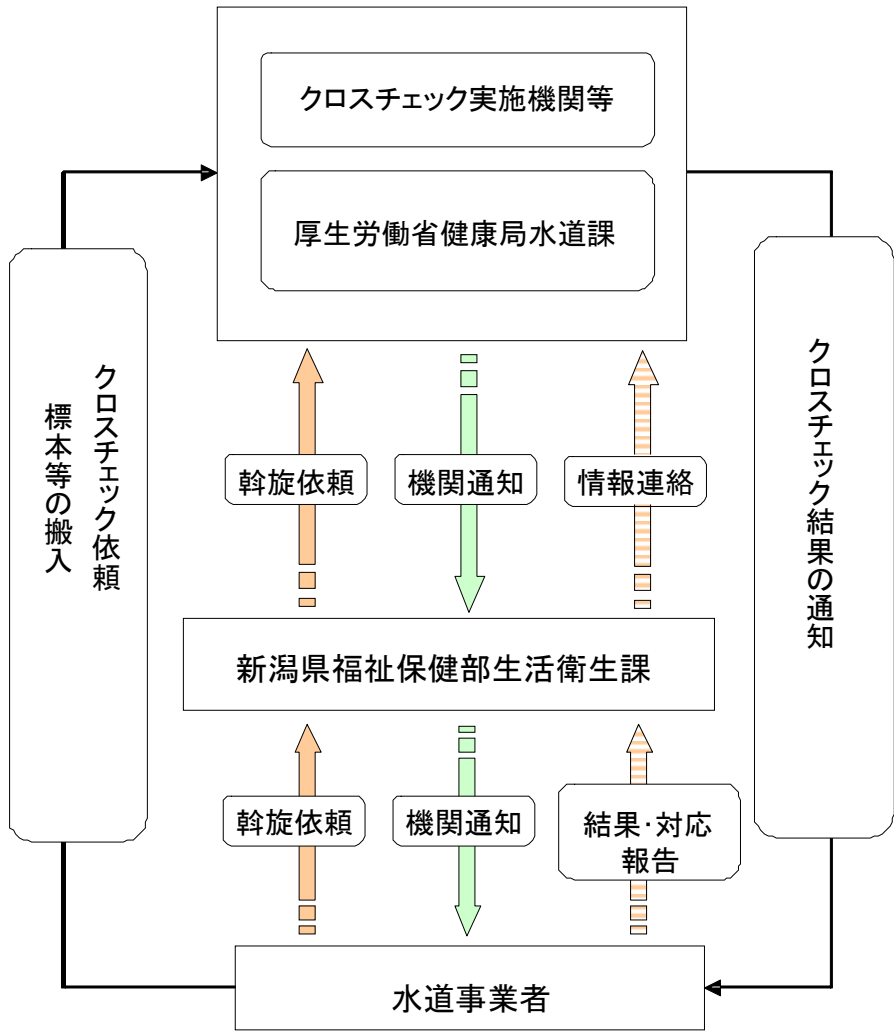 クロスチェック実施機関等
厚生労働省健康局水道課
クロスチェック依頼
標本等の搬入
クロスチェック結果の通知
斡旋依頼
機関通知
情報連絡
新潟県福祉保健部生活衛生課
斡旋依頼
機関通知
結果・対応
報告
水道事業者